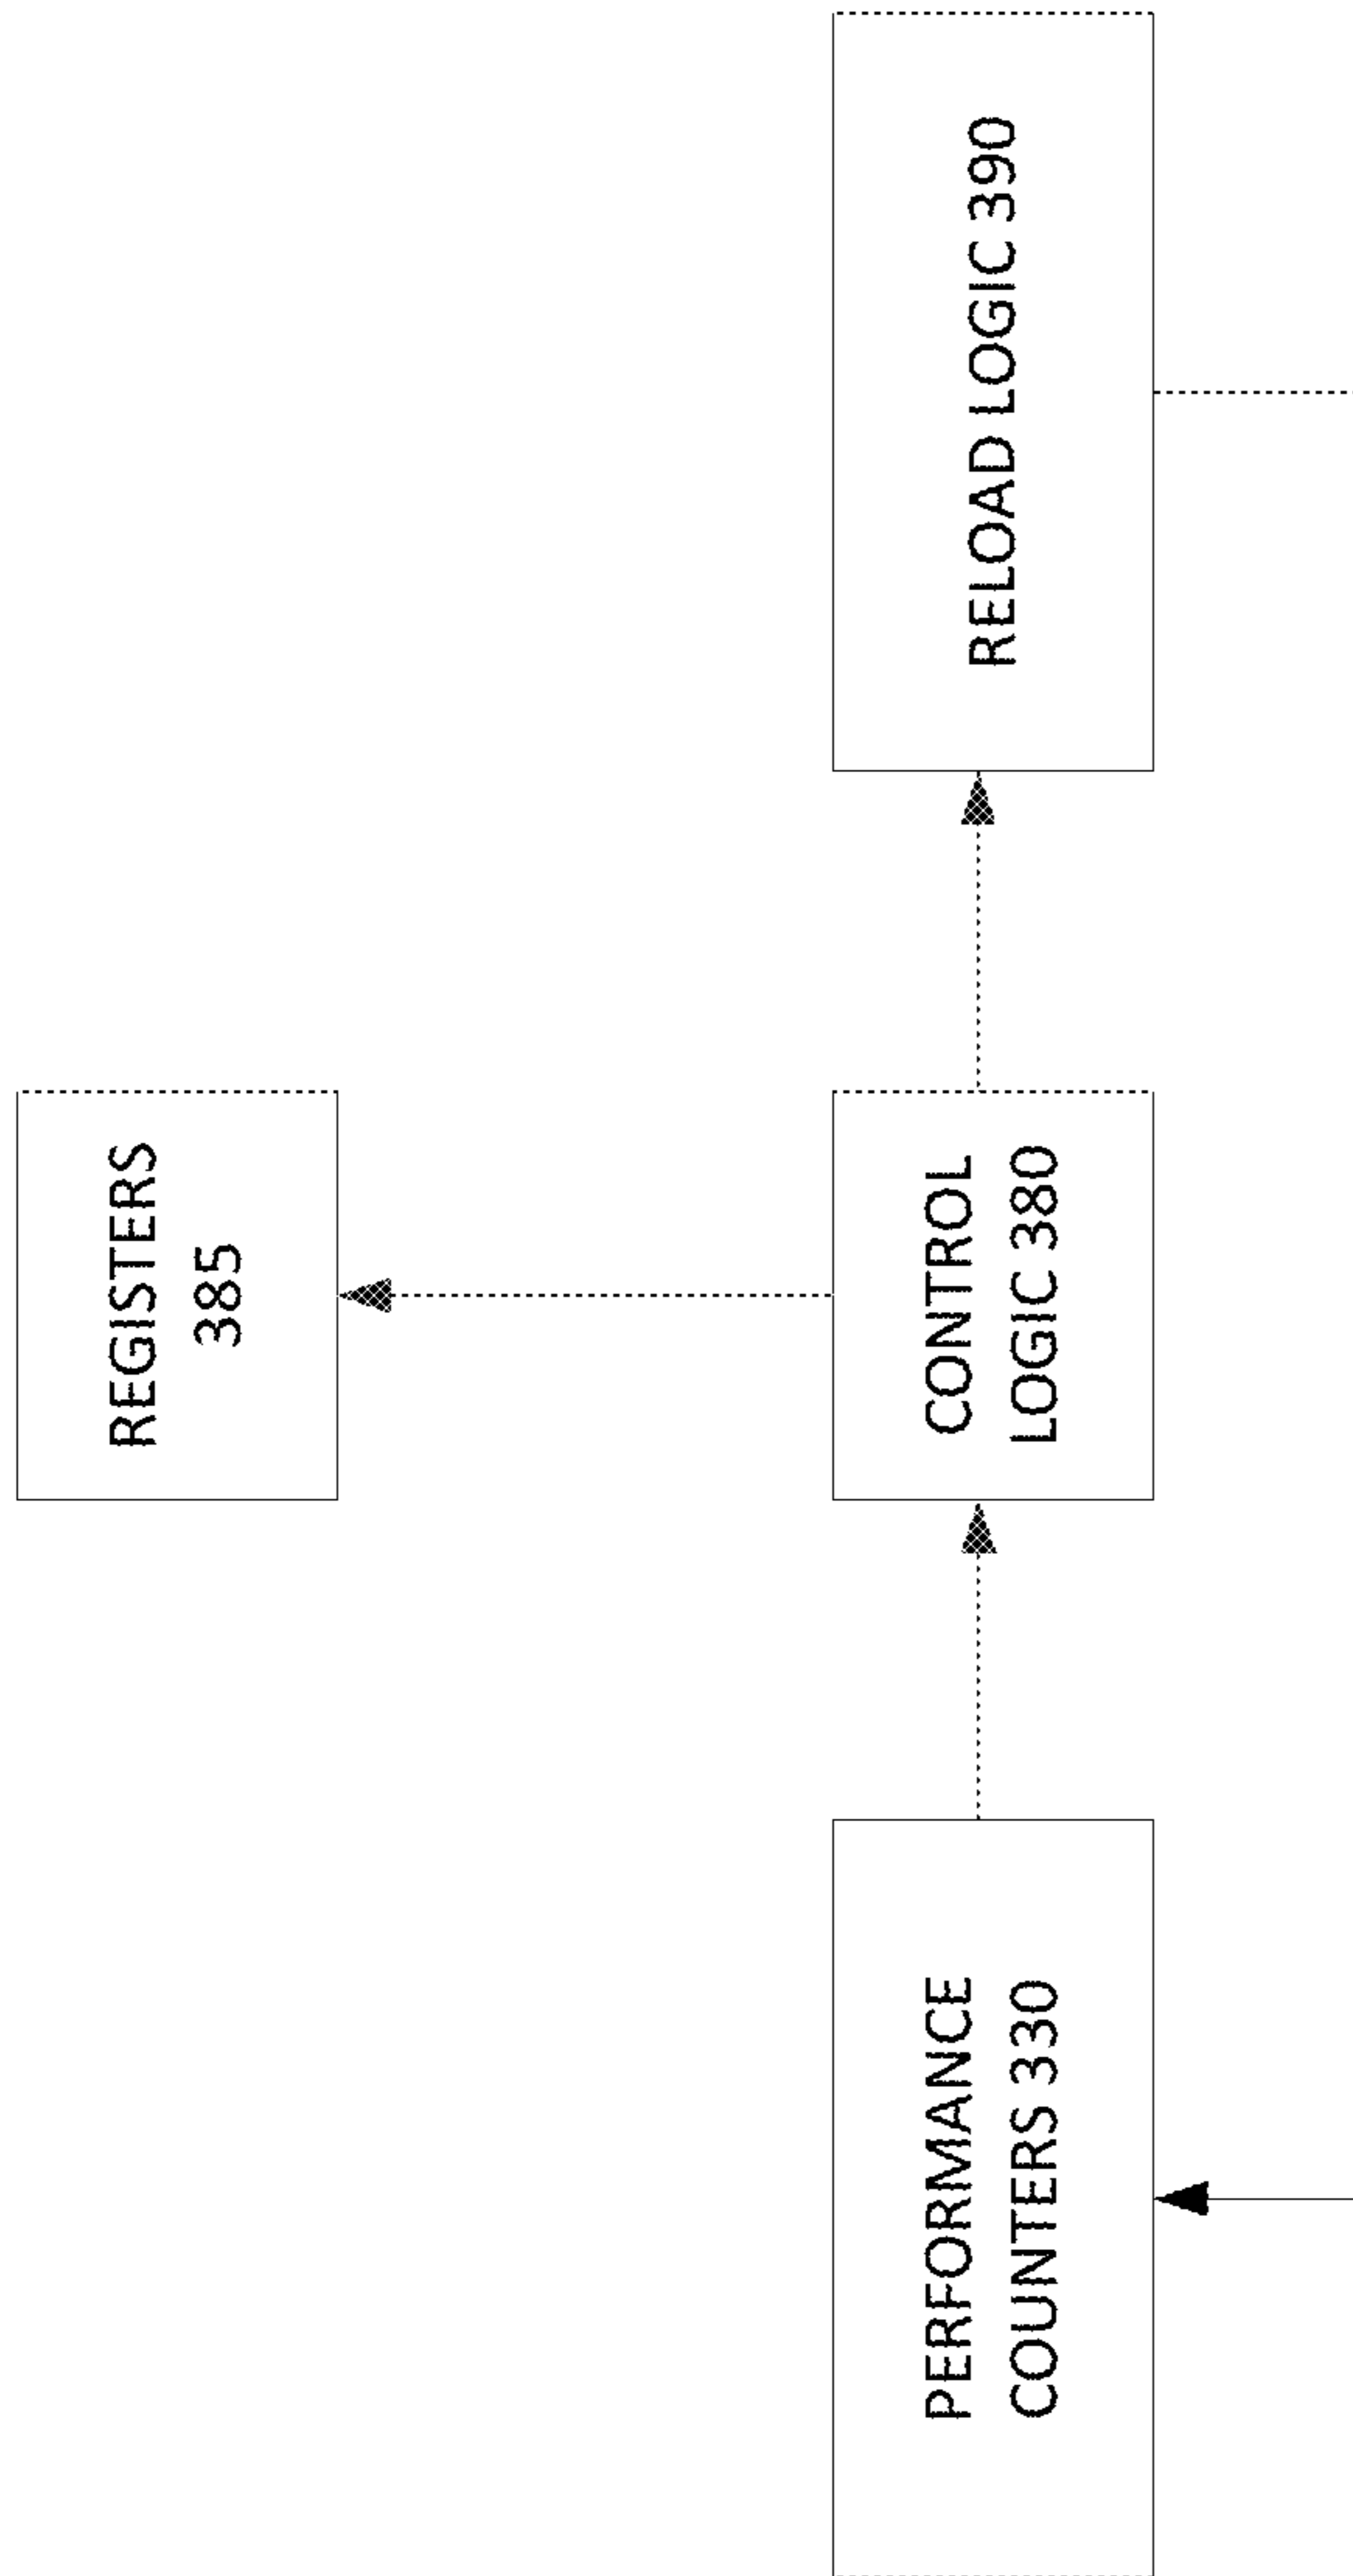 REGISTERS
385
PERFORMANCE
COUNTERS 330
CONTROL
LOGIC 380
RELOAD LOGIC 390